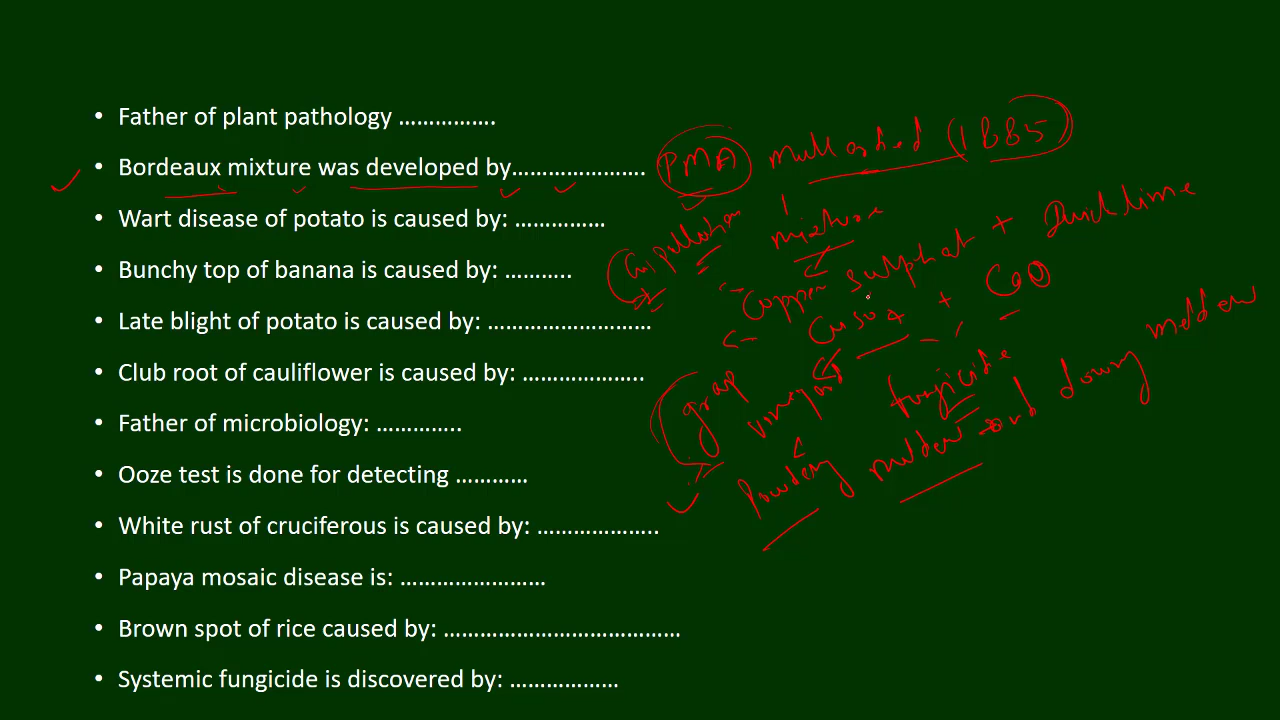 • Father of plant pathology …………….
• Bordeaux mixture was developed by………………….
PMA Millardet (1885)
• Wart disease of potato is caused by: ……………
mixture
• Bunchy top of banana is caused by: ………..
Copper sulphat + Quick lime
CuSO4 + CaO
• Late blight of potato is caused by: ………………………
• Club root of cauliflower is caused by: ………………..
grap vineyard fungicide
• Father of microbiology: …………..
powdery mildew and downy mildew
• Ooze test is done for detecting …………
• White rust of cruciferous is caused by: ………………..
• Papaya mosaic disease is: ……………………
• Brown spot of rice caused by: …………………………………
• Systemic fungicide is discovered by: ………………